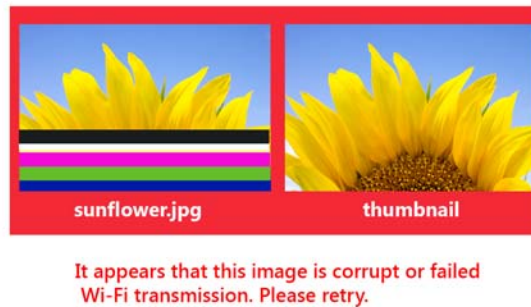 sunflower.jpg
thumbnail
It appears that this image is corrupt or failed
Wi-Fi transmission. Please retry.